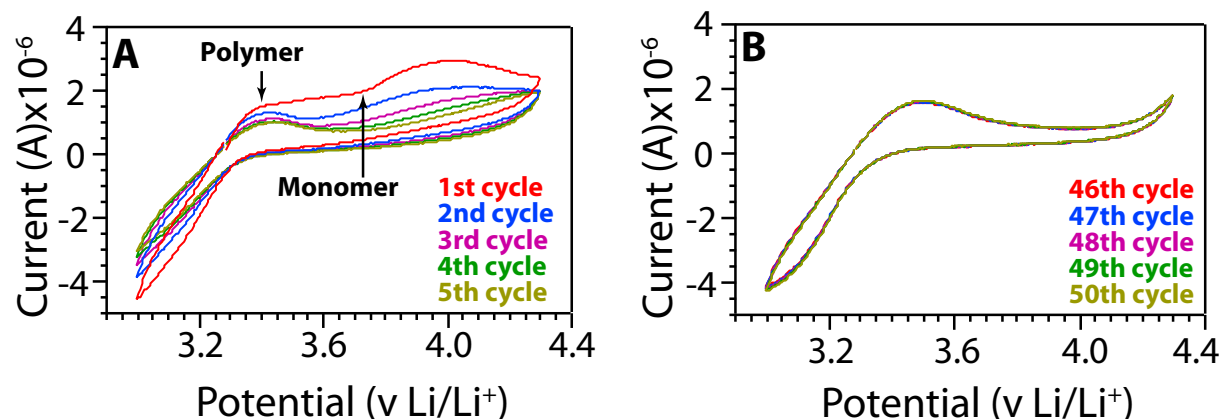 A
Polymer
Monomer
1st cycle
2nd cycle
3rd cycle
4th cycle
5th cycle
4
2
0
-2
-4
3.2 3.6 4.0 4.4
Current (A)x10⁻⁶
Potential (v Li/Li⁺)
B
46th cycle
47th cycle
48th cycle
49th cycle
50th cycle
4
2
0
-2
-4
3.2 3.6 4.0 4.4
Current (A)x10⁻⁶
Potential (v Li/Li⁺)